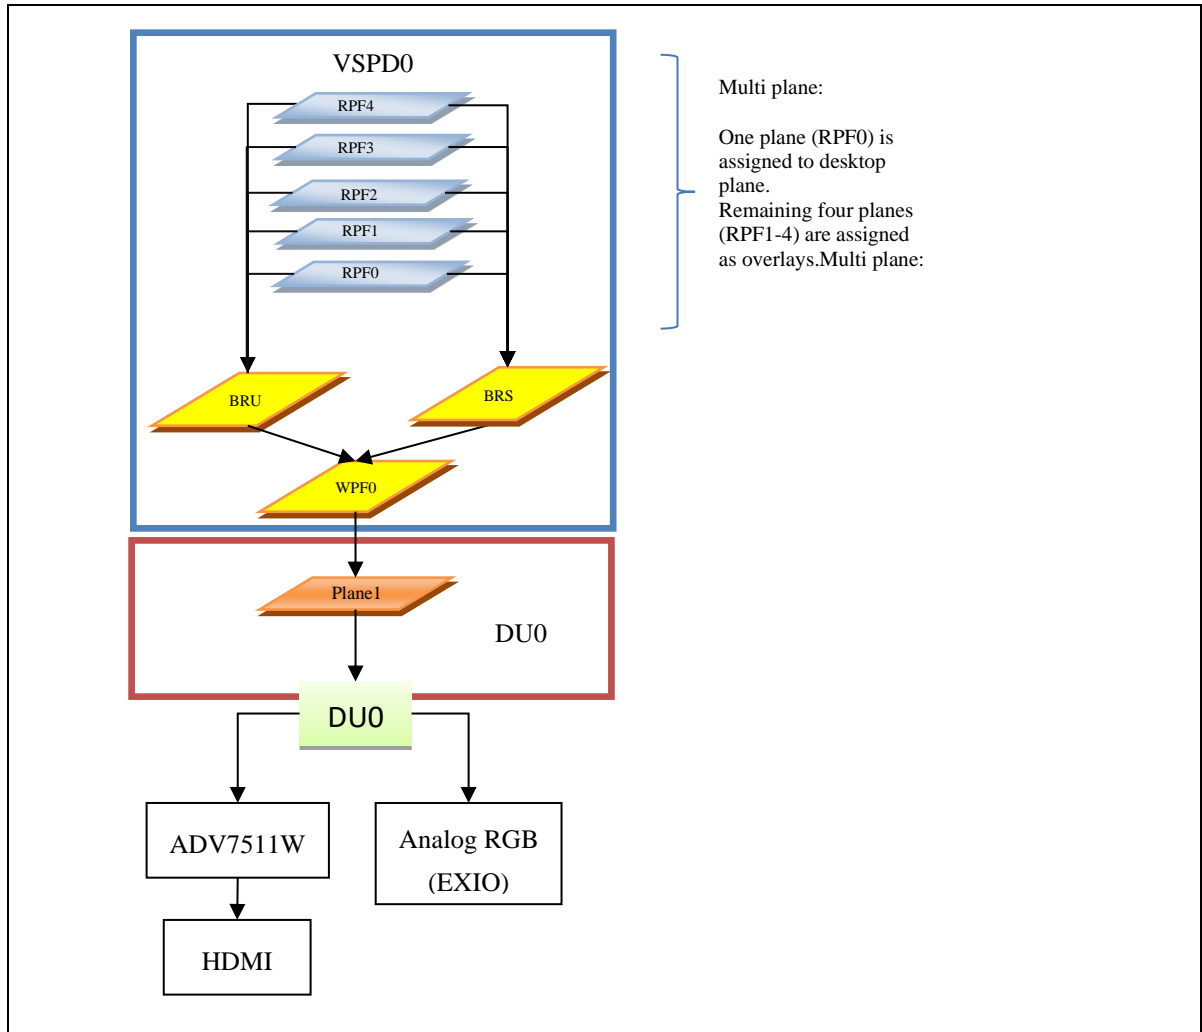 VSPD0
RPF4
RPF3
RPF2
RPF1
RPF0
BRU
BRS
WPF0
Multi plane:
One plane (RPF0) is
assigned to desktop
plane.
Remaining four planes
(RPF1-4) are assigned
as overlays.Multi plane:
Plane1
DU0
DU0
ADV7511W
Analog RGB
(EXIO)
HDMI